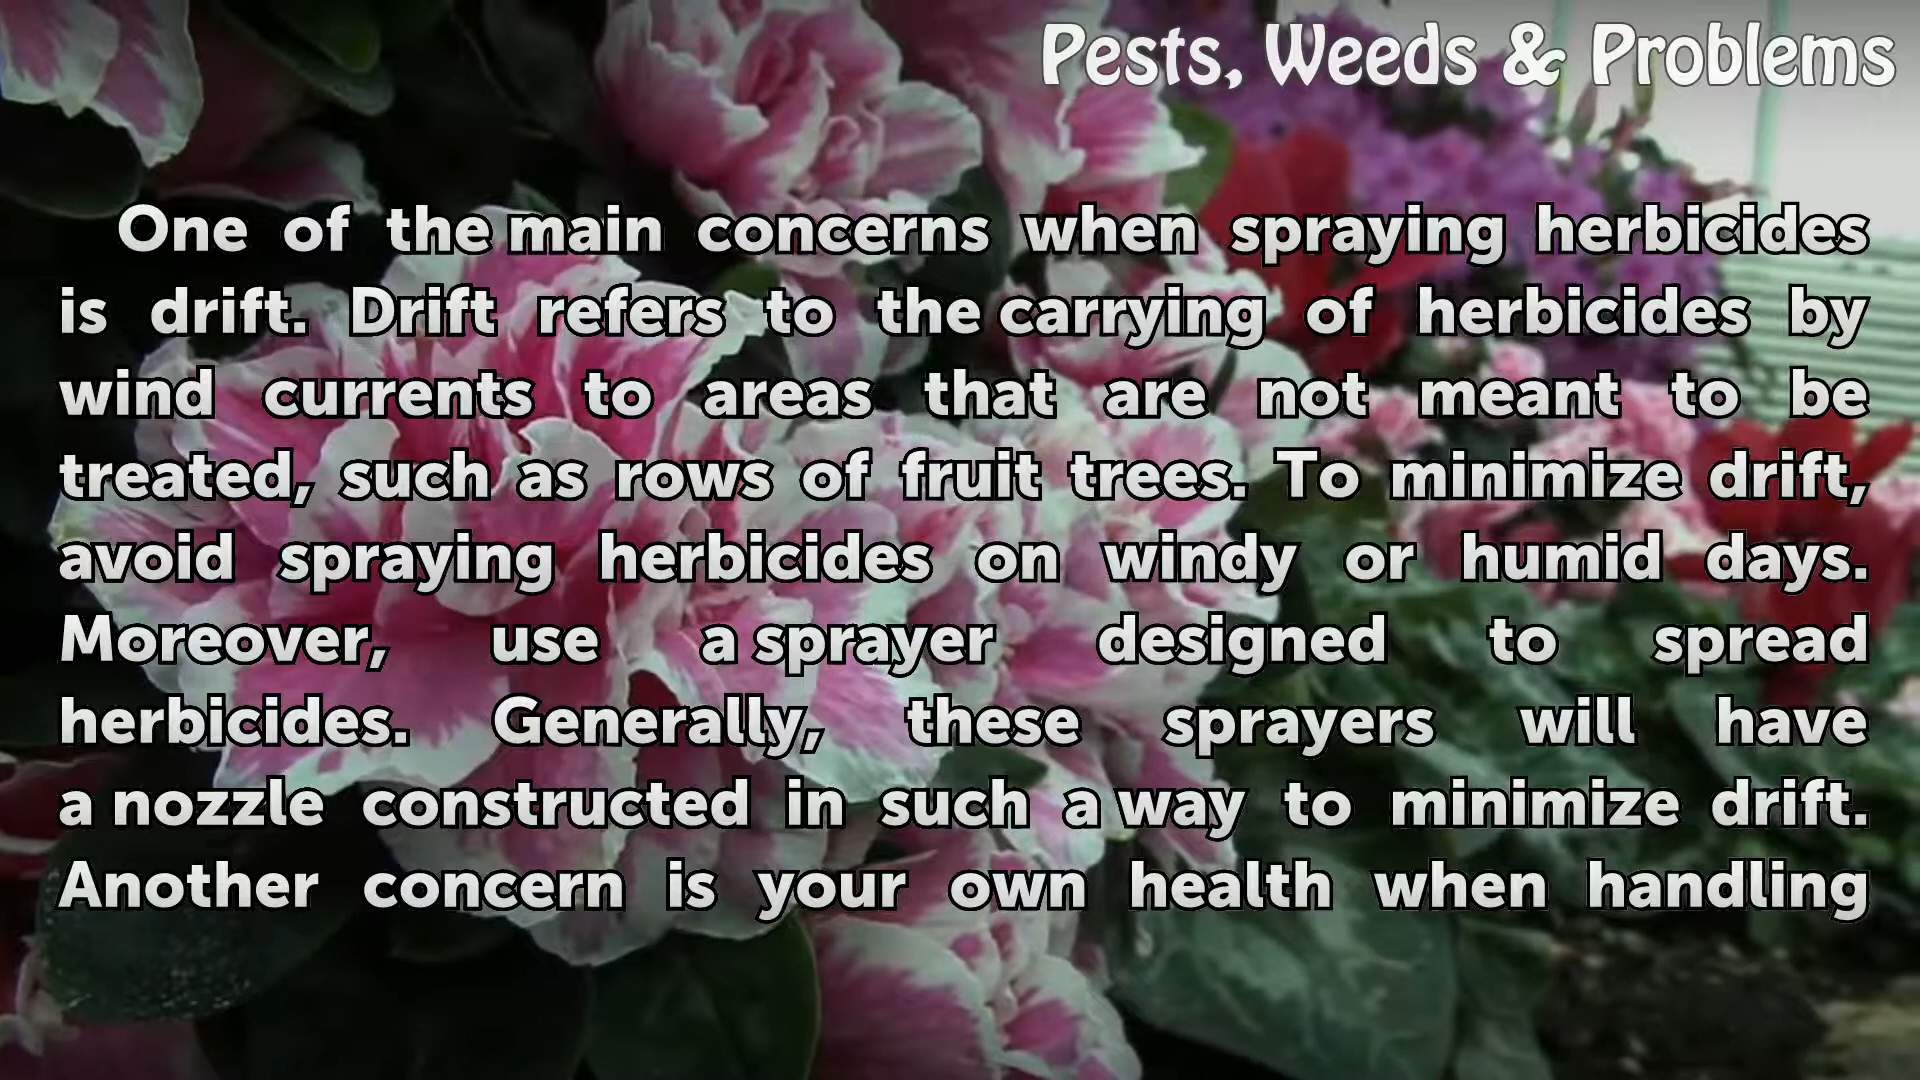 Pests, Weeds & Problems
One of the main concerns when spraying herbicides
is drift. Drift refers to the carrying of herbicides by
wind currents to areas that are not meant to be
treated, such as rows of fruit trees. To minimize drift,
avoid spraying herbicides on windy or humid days.
Moreover, use a sprayer designed to spread
herbicides. Generally, these sprayers will have
a nozzle constructed in such a way to minimize drift.
Another concern is your own health when handling